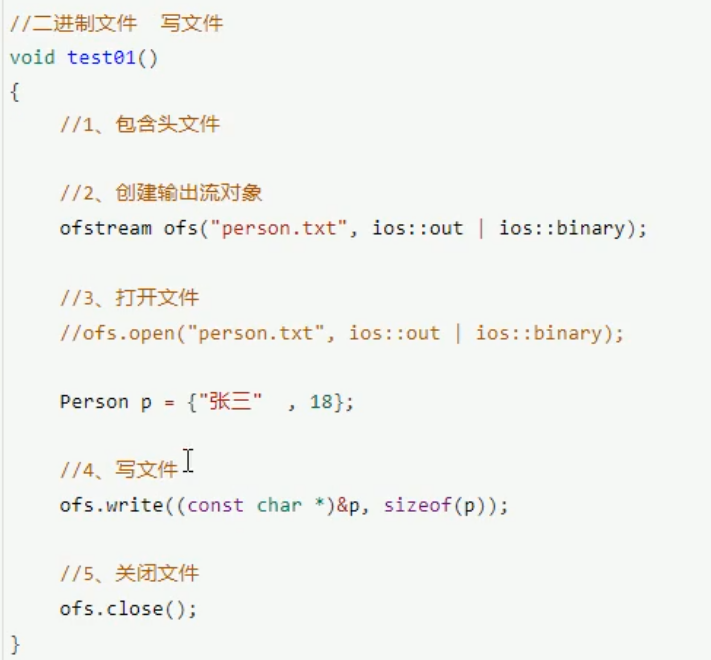 //二进制文件  写文件
void test01()
{
    //1、包含头文件

    //2、创建输出流对象
    ofstream ofs("person.txt", ios::out | ios::binary);

    //3、打开文件
    //ofs.open("person.txt", ios::out | ios::binary);

    Person p = {"张三"  , 18};

    //4、写文件
    ofs.write((const char *)&p, sizeof(p));

    //5、关闭文件
    ofs.close();
}